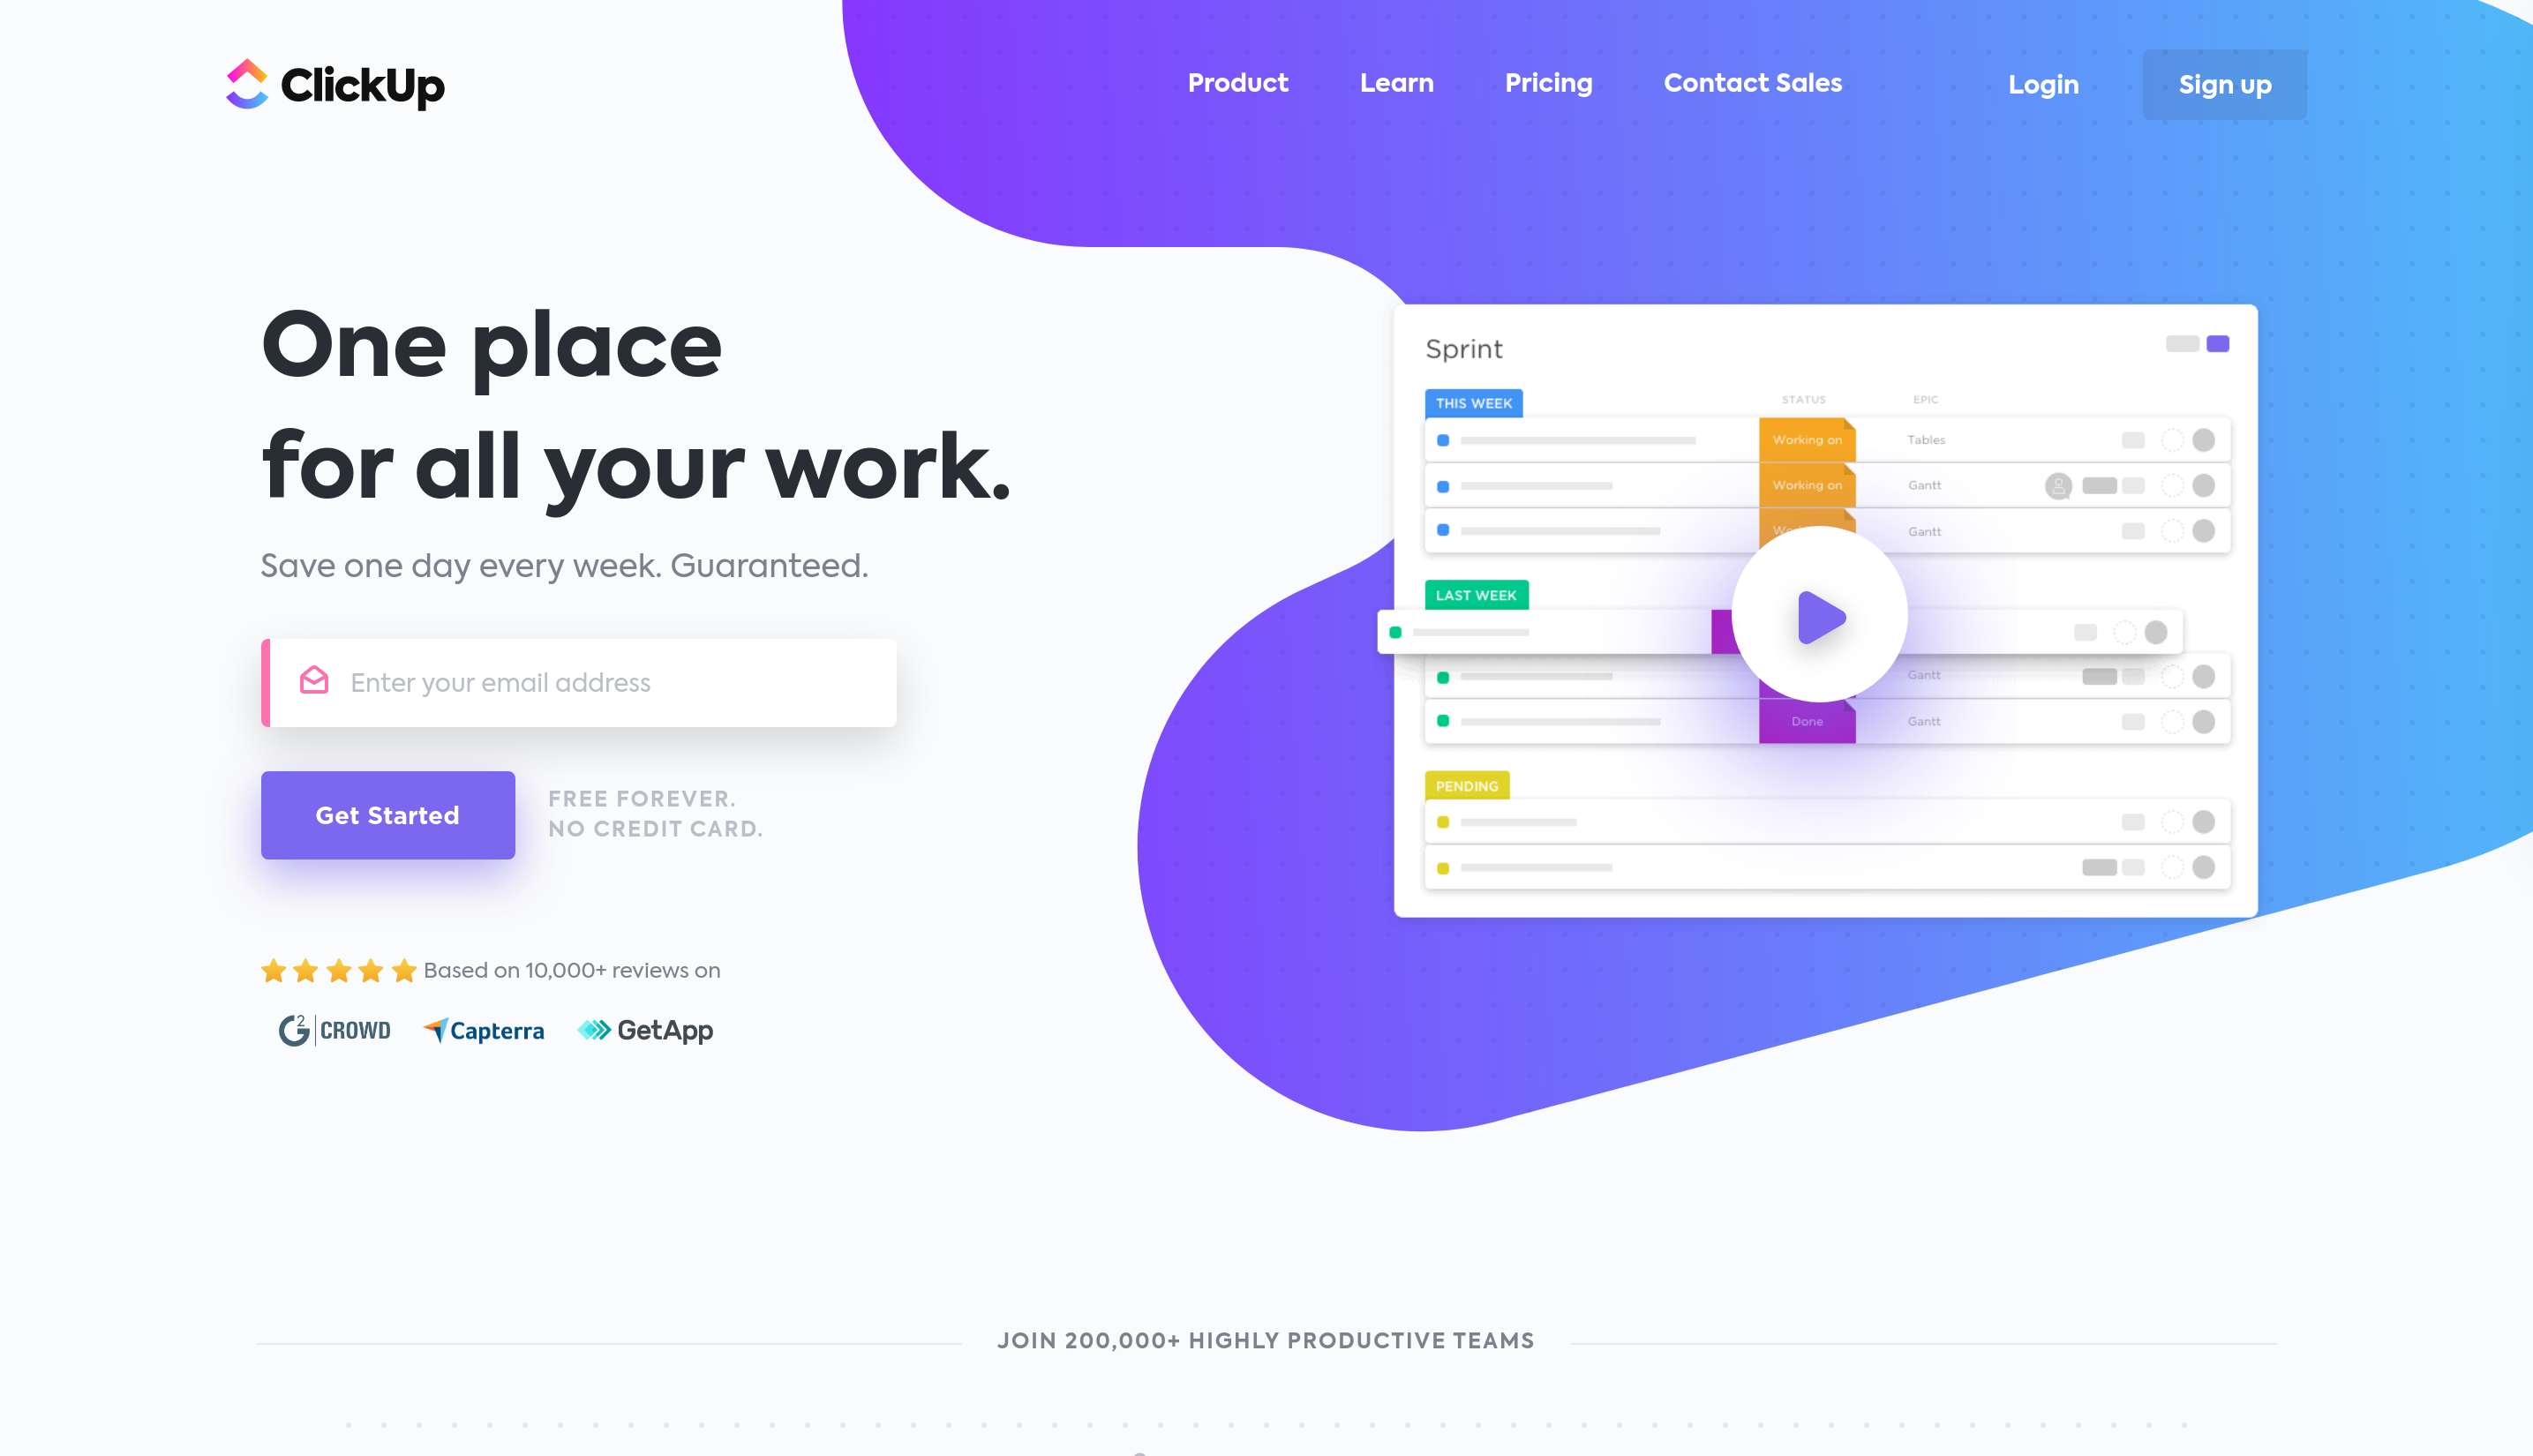 ClickUp
Product Learn Pricing Contact Sales Login Sign up
One place
for all your work.
Save one day every week. Guaranteed.
Enter your email address
Get Started
FREE FOREVER.
NO CREDIT CARD.
Based on 10,000+ reviews on
G2 CROWD Capterra GetApp
Sprint
THIS WEEK STATUS EPIC
Working on Tables
Working on Gantt
Gantt
LAST WEEK
Gantt
Done Gantt
PENDING
JOIN 200,000+ HIGHLY PRODUCTIVE TEAMS